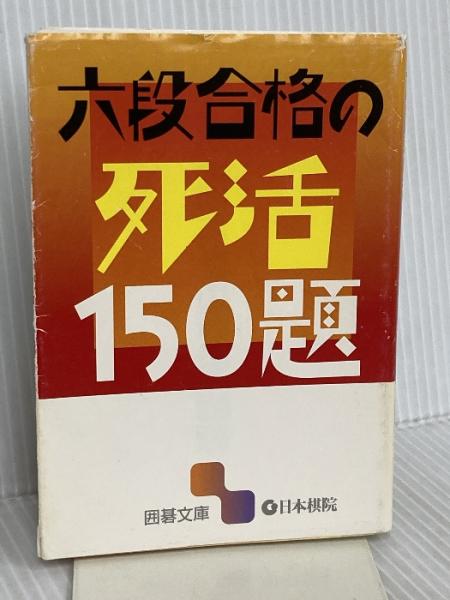 六段合格の
死活
150題
囲碁文庫
日本棋院